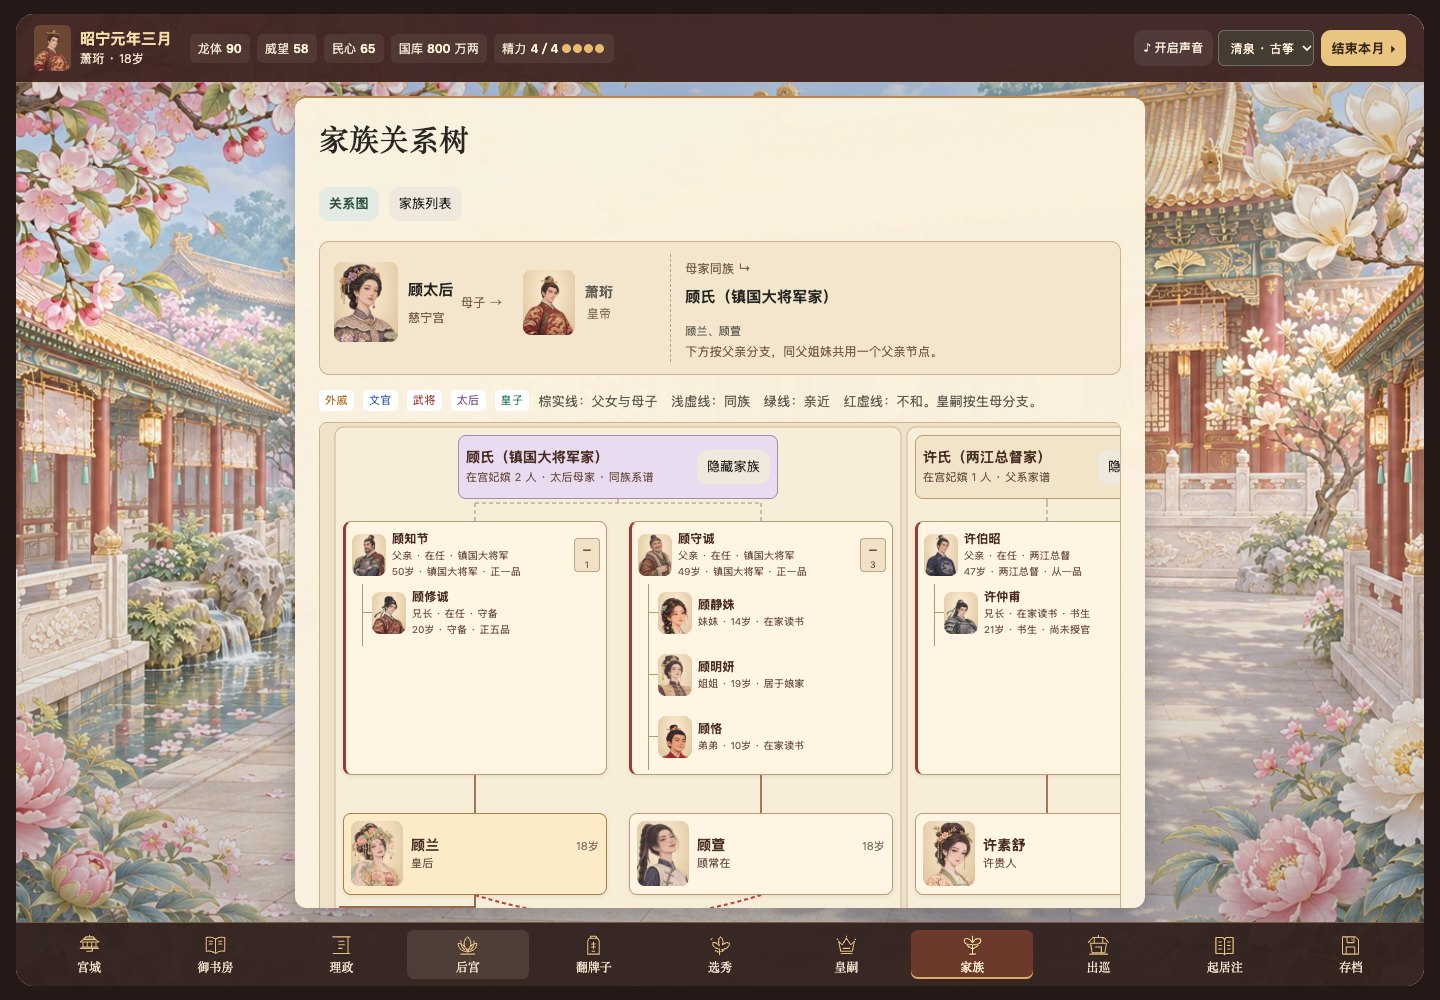 昭宁元年三月
萧珩 · 18岁
龙体 90
威望 58
民心 65
国库 800 万两
精力 4 / 4
♪ 开启声音
清泉 · 古筝
结束本月
家族关系树
关系图
家族列表
顾太后
慈宁宫
母子 →
萧珩
皇帝
母家同族 ↳
顾氏（镇国大将军家）
顾兰、顾萱
下方按父亲分支，同父姐妹共用一个父亲节点。
外戚
文官
武将
太后
皇子
棕实线：父女与母子 浅虚线：同族 绿线：亲近 红虚线：不和。皇嗣按生母分支。
顾氏（镇国大将军家）
在宫妃嫔 2 人 · 太后母家 · 同族系谱
隐藏家族
许氏（两江总督家）
在宫妃嫔 1 人 · 父系家谱
隐
顾知节
父亲 · 在任 · 镇国大将军
50岁 · 镇国大将军 · 正一品
−
1
顾修诚
兄长 · 在任 · 守备
20岁 · 守备 · 正五品
顾守诚
父亲 · 在任 · 镇国大将军
49岁 · 镇国大将军 · 正一品
−
3
顾静姝
妹妹 · 14岁 · 在家读书
顾明妍
姐姐 · 19岁 · 居于娘家
顾恪
弟弟 · 10岁 · 在家读书
许伯昭
父亲 · 在任 · 两江总督
47岁 · 两江总督 · 从一品
许仲甫
兄长 · 在家读书 · 书生
21岁 · 书生 · 尚未授官
顾兰
皇后
18岁
顾萱
顾常在
18岁
许素舒
许贵人
官城
御书房
理政
后宫
翻牌子
选秀
皇嗣
家族
出巡
起居注
存档